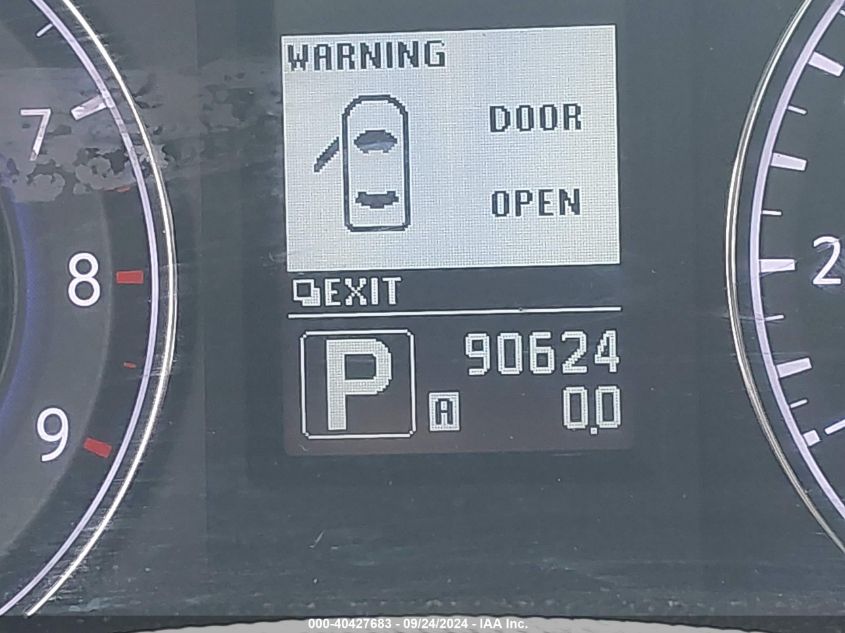 WARNING
DOOR
OPEN
EXIT
P
90624
A 0.0
7
8
9
2
000-40427683 - 09/24/2024 - IAA Inc.